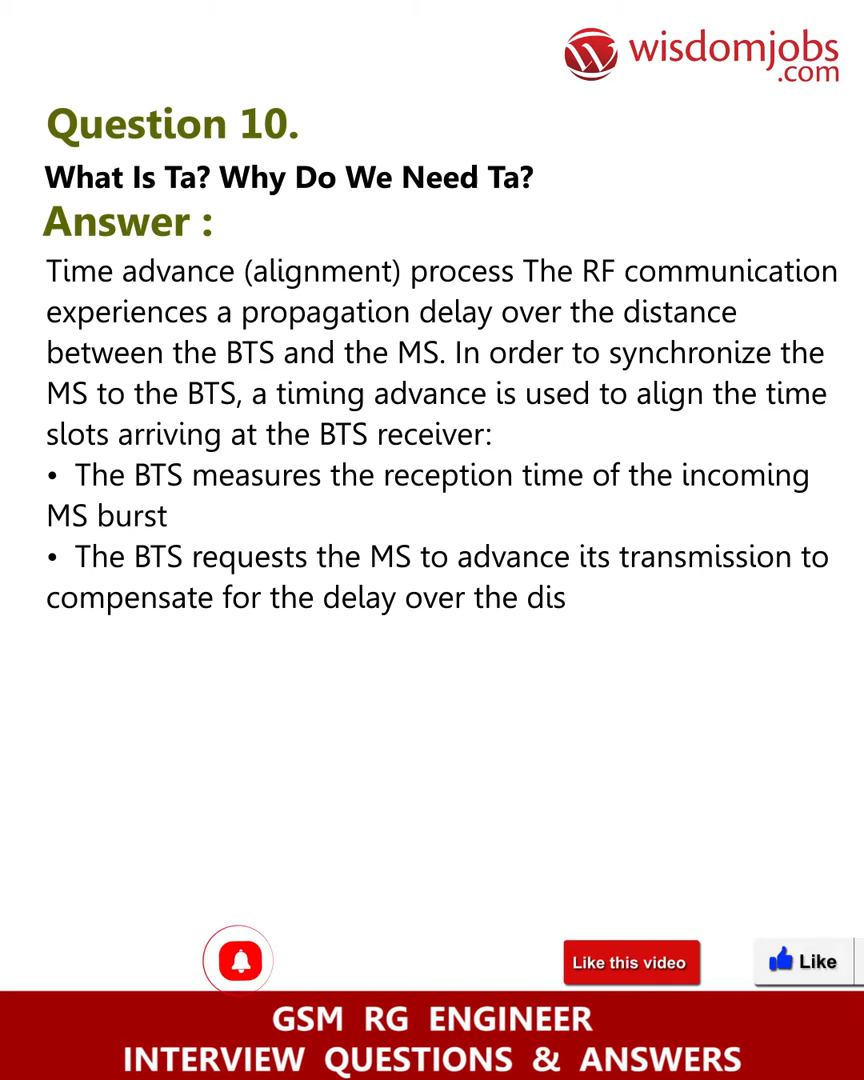 wisdomjobs
.com
Question 10.
What Is Ta? Why Do We Need Ta?
Answer :
Time advance (alignment) process The RF communication
experiences a propagation delay over the distance
between the BTS and the MS. In order to synchronize the
MS to the BTS, a timing advance is used to align the time
slots arriving at the BTS receiver:
• The BTS measures the reception time of the incoming
MS burst
• The BTS requests the MS to advance its transmission to
compensate for the delay over the dis
Like this video
Like
GSM RG ENGINEER
INTERVIEW QUESTIONS & ANSWERS